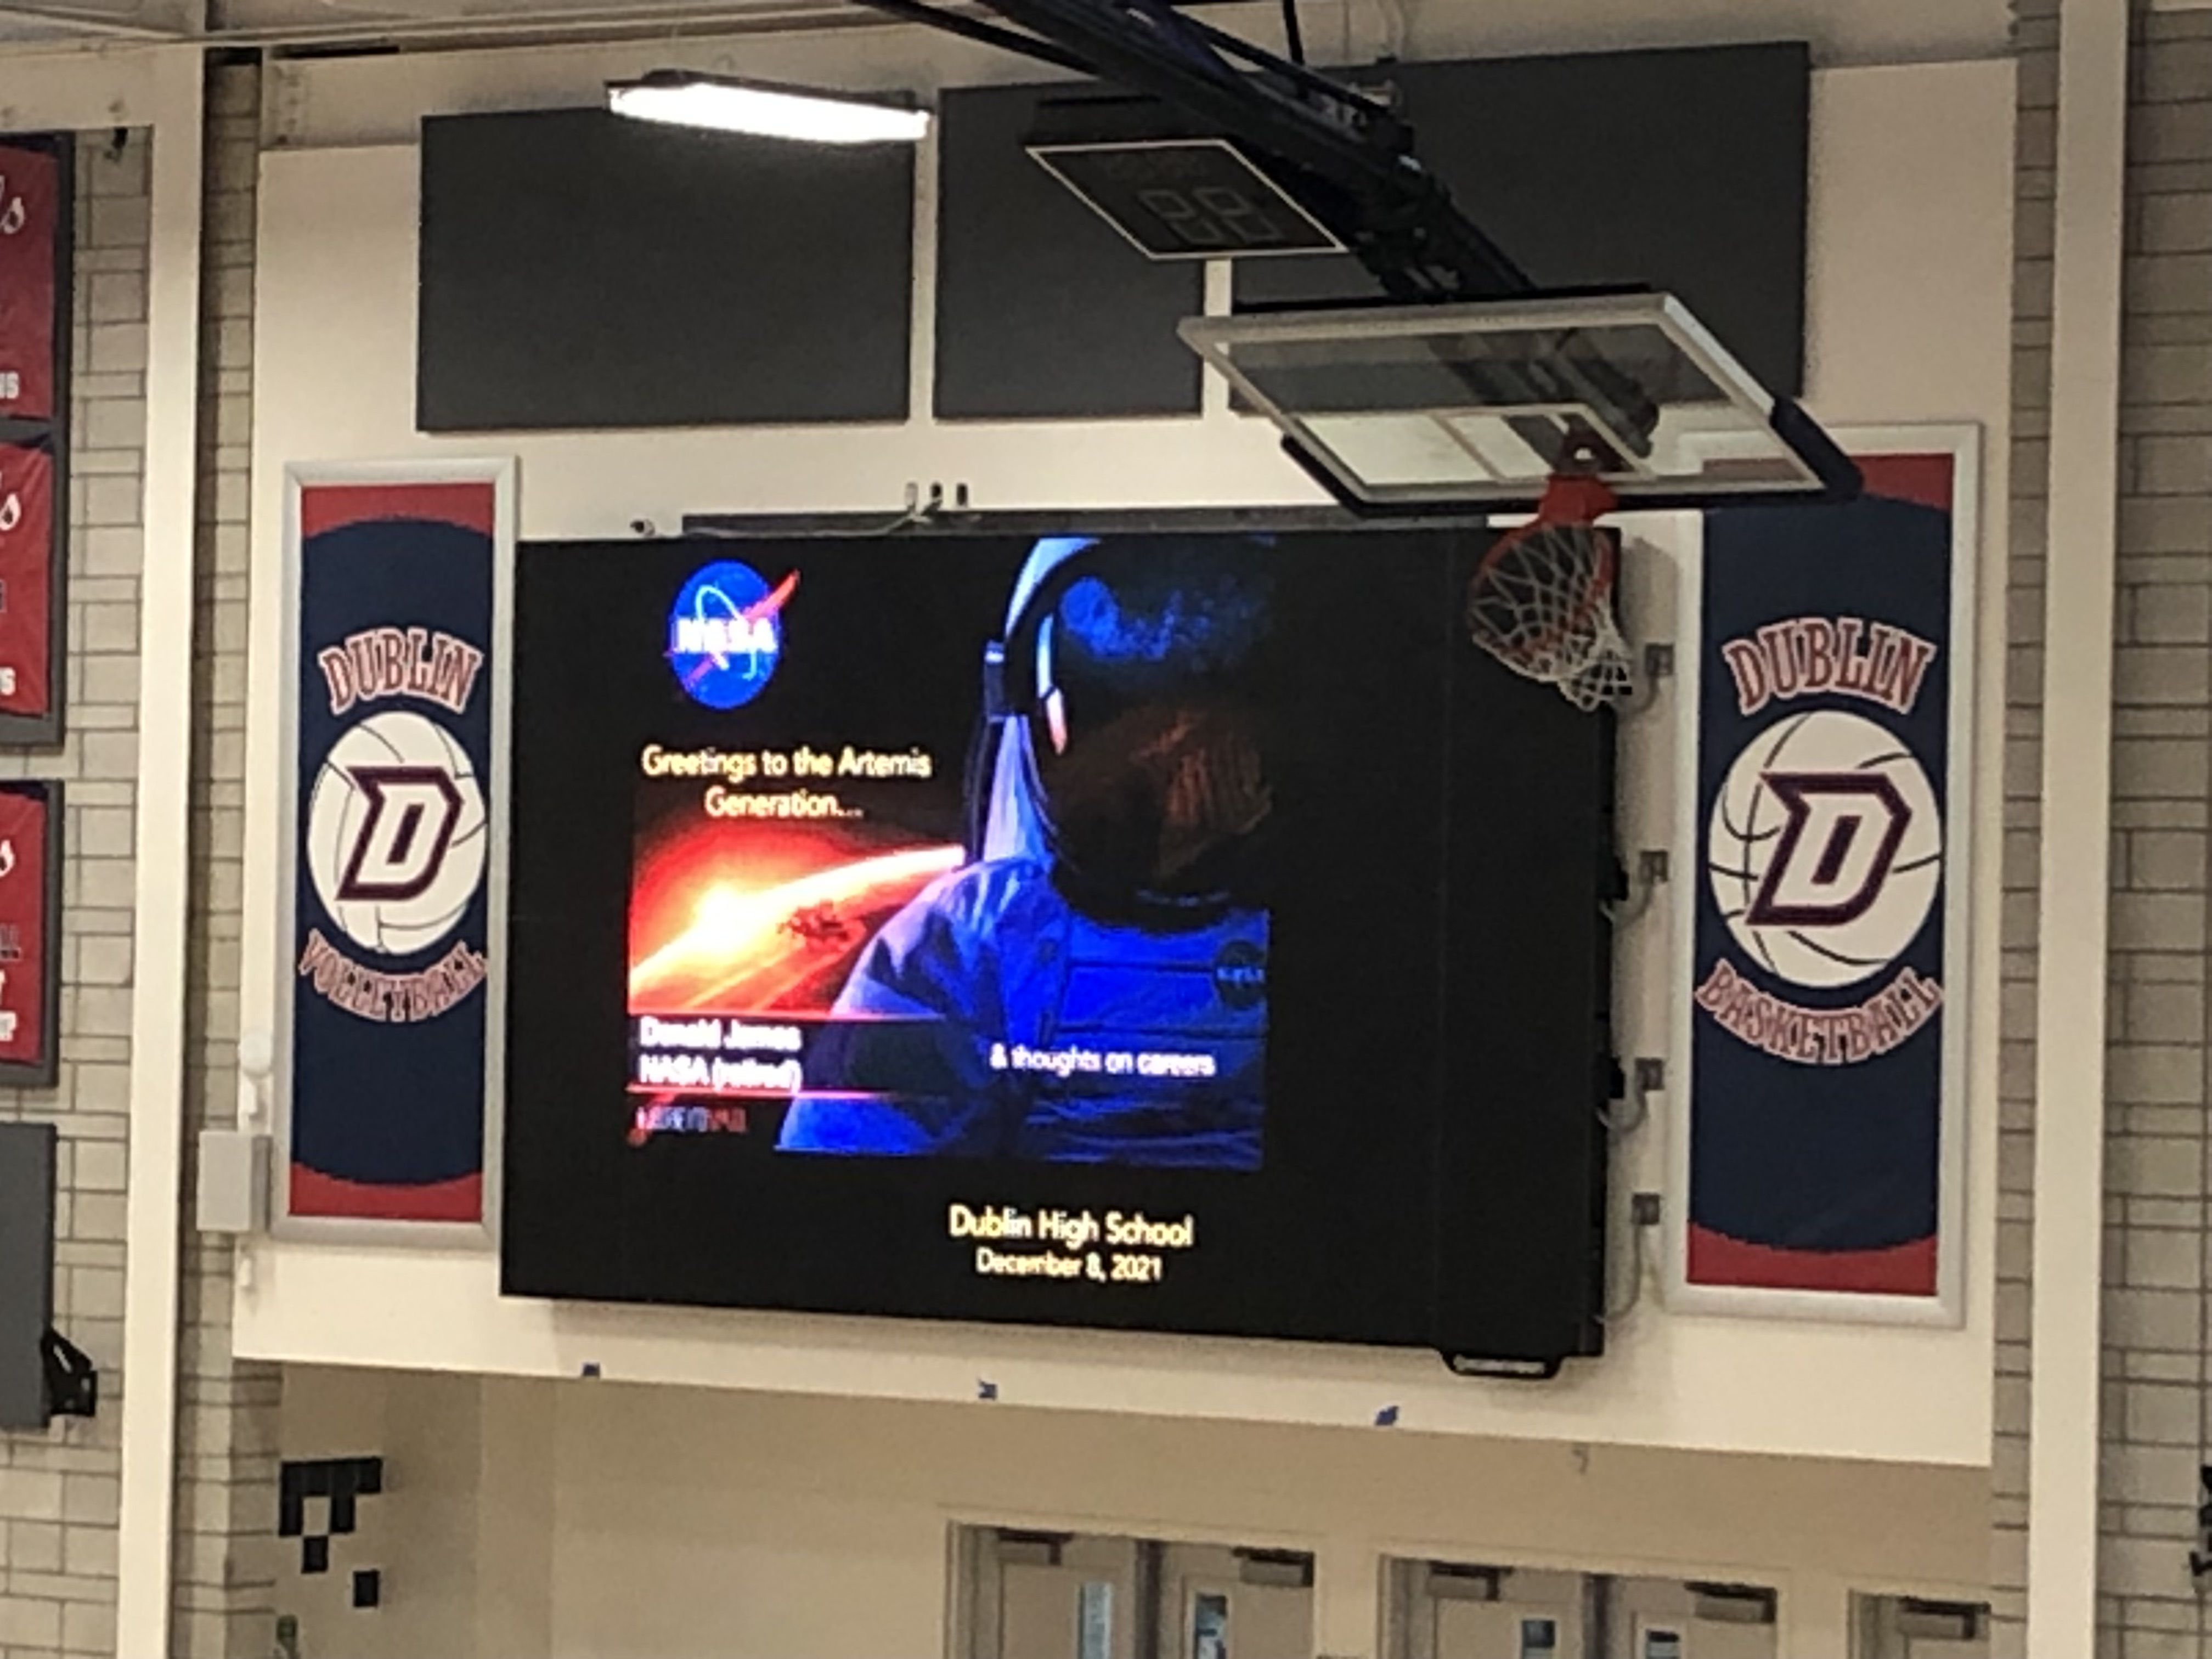 DUBLIN
D
VOLLEYBALL
NASA
Greetings to the Artemis
Generation...
Donald James
NASA (retired)
& thoughts on careers
NASA
Dublin High School
December 8, 2021
DUBLIN
D
BASKETBALL